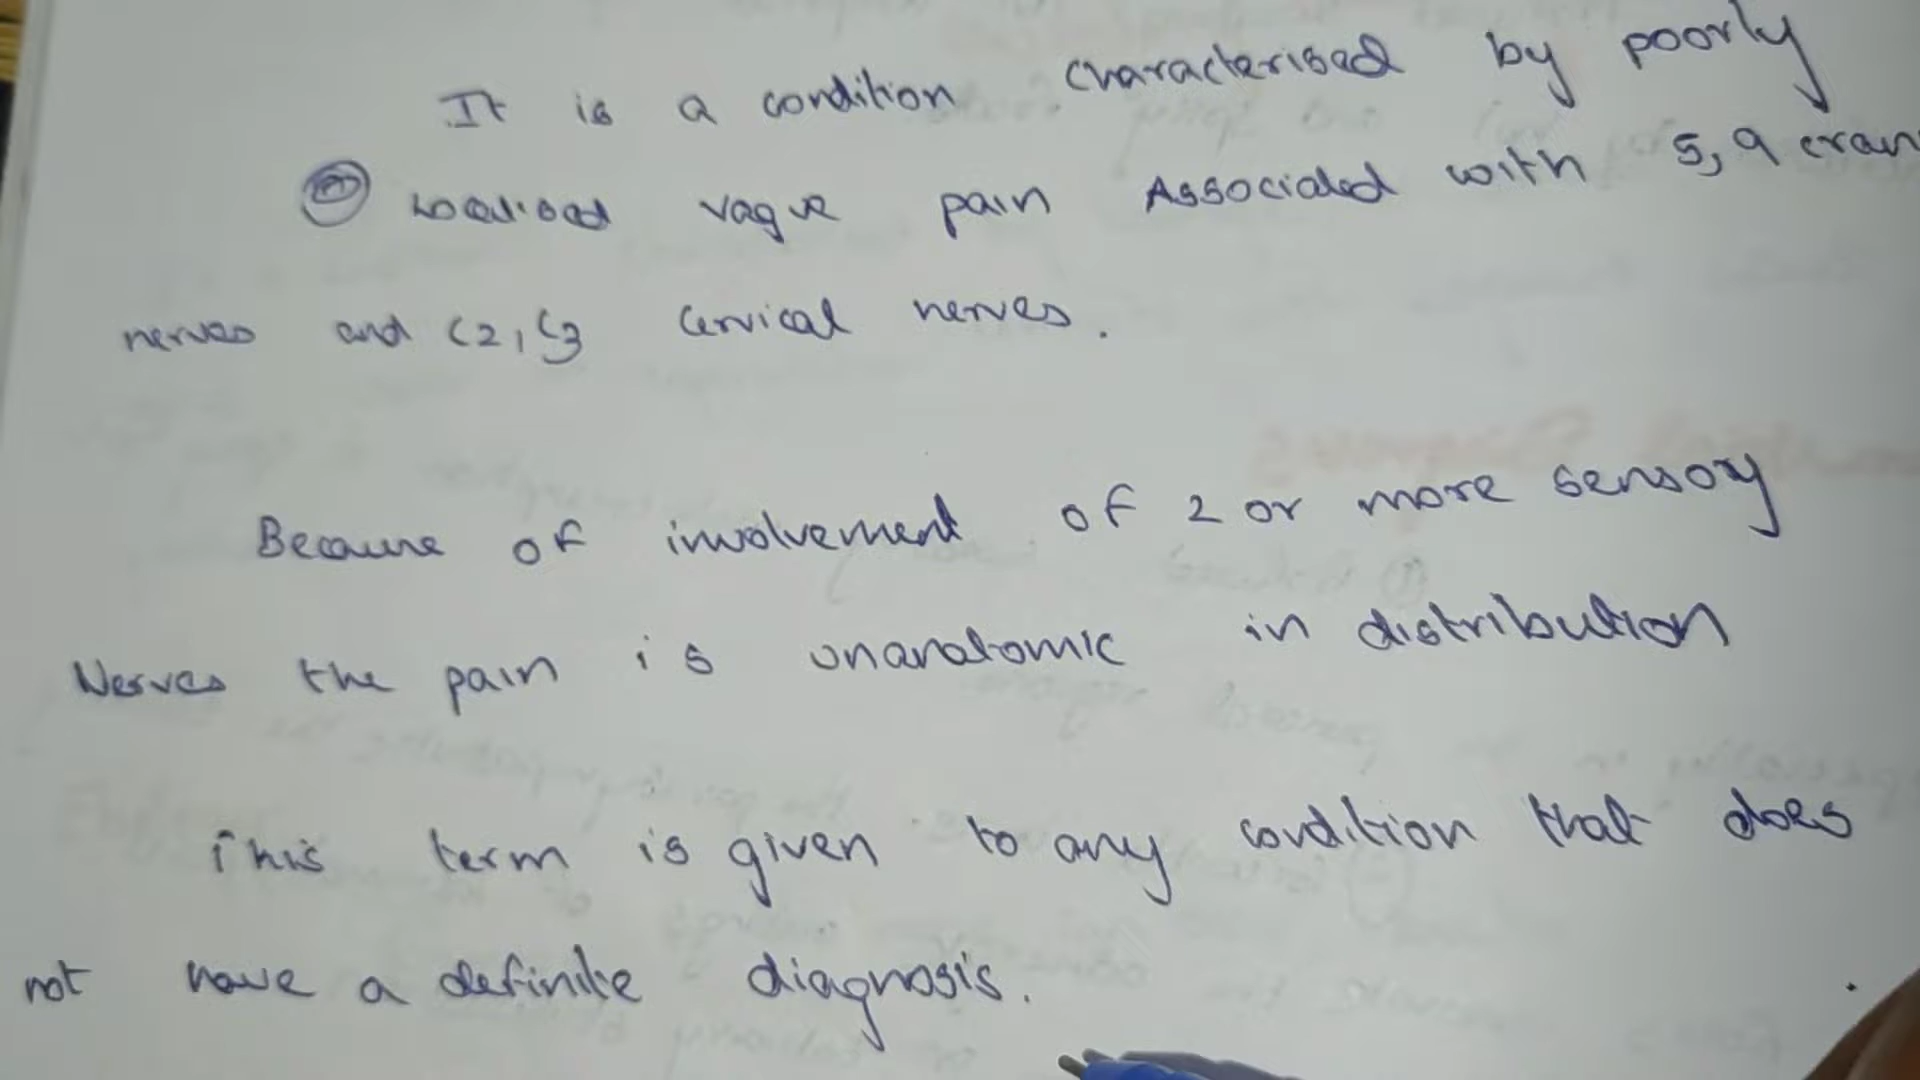 It is a condition characterised by poorly
Localised vague pain Associated with 5, 9 cran
nerves and C2, C3 Cervical nerves.
Because of involvement of 2 or more sensory
Nerves the pain is unanatomic in distribution
This term is given to any condition that does
not have a definite diagnosis.